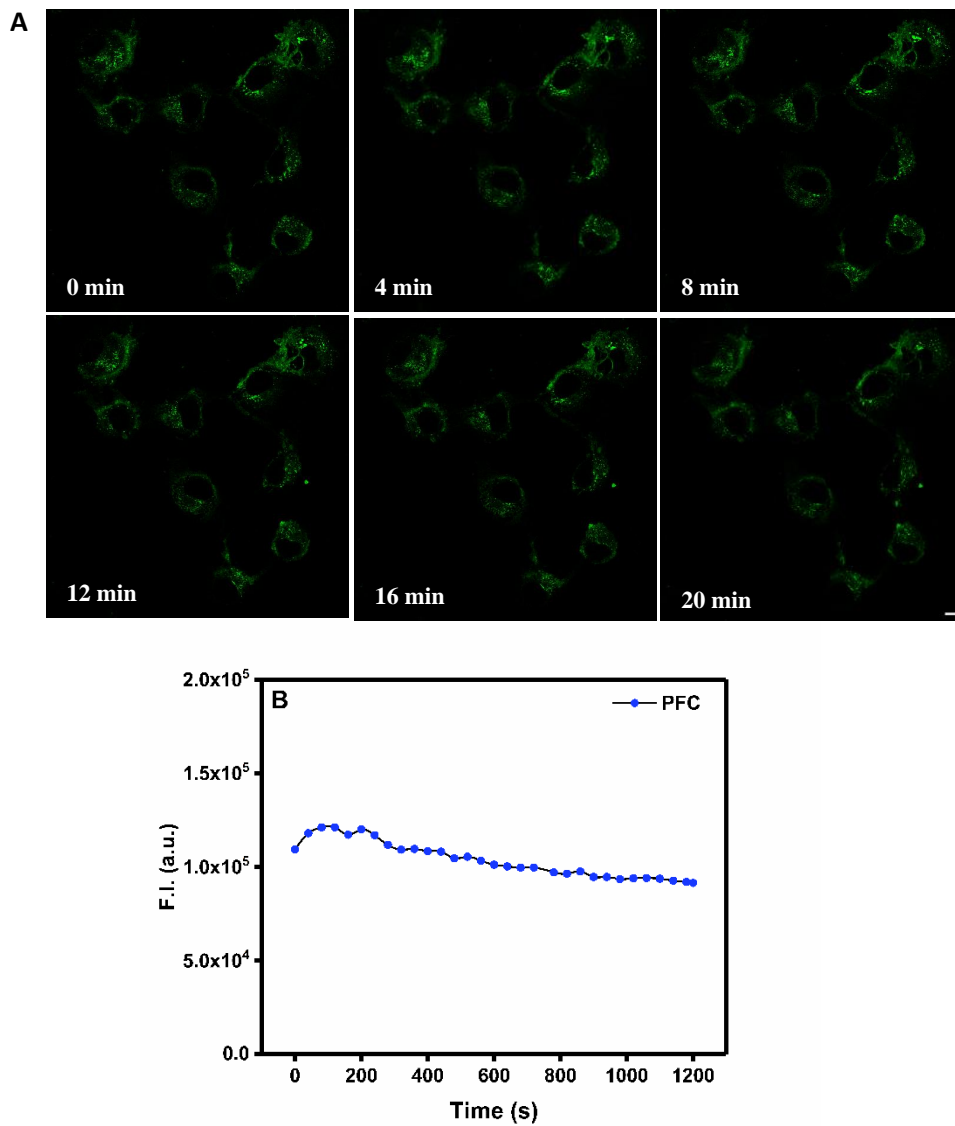 A
0 min
4 min
8 min
12 min
16 min
20 min
B
PFC
2.0x10⁵
1.5x10⁵
1.0x10⁵
5.0x10⁴
0.0
F.I. (a.u.)
0 200 400 600 800 1000 1200
Time (s)